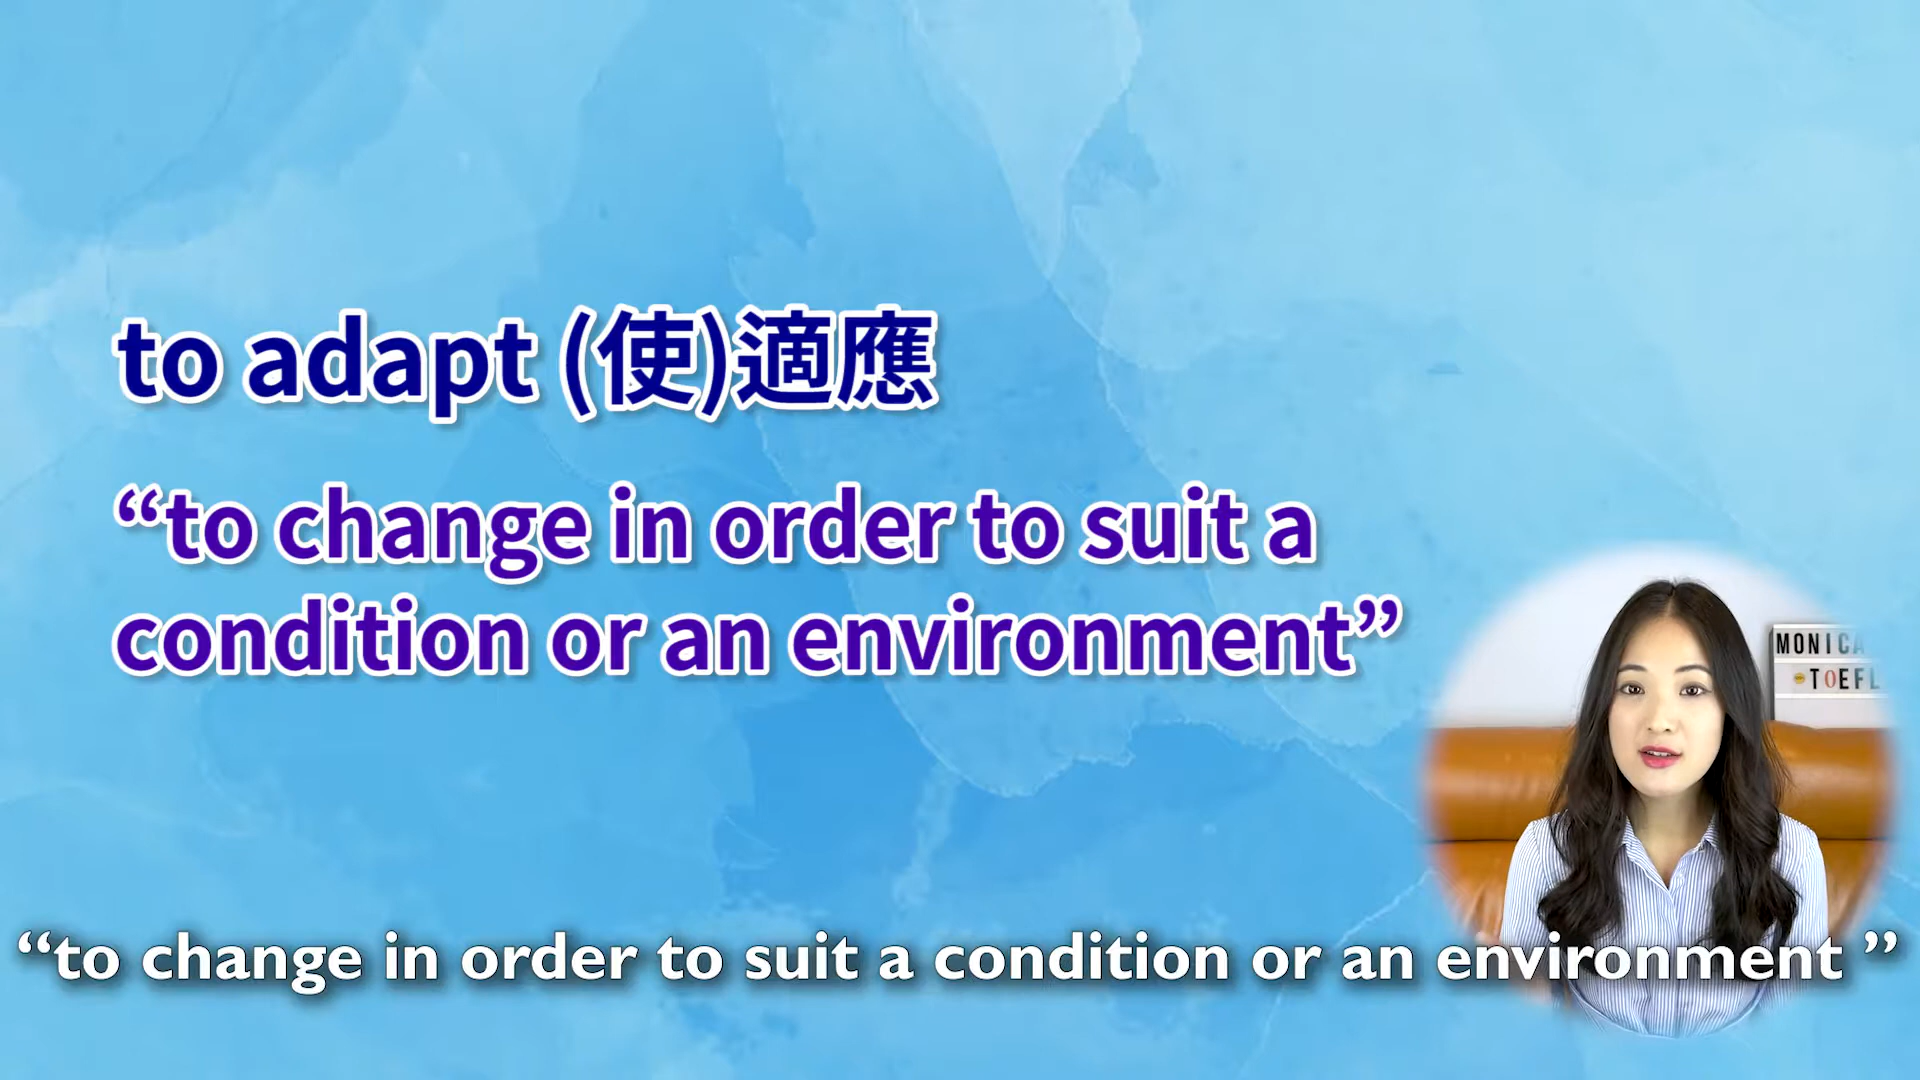 to adapt (使)適應
“to change in order to suit a
condition or an environment”
MONICA
TOEFL
“to change in order to suit a condition or an environment ”